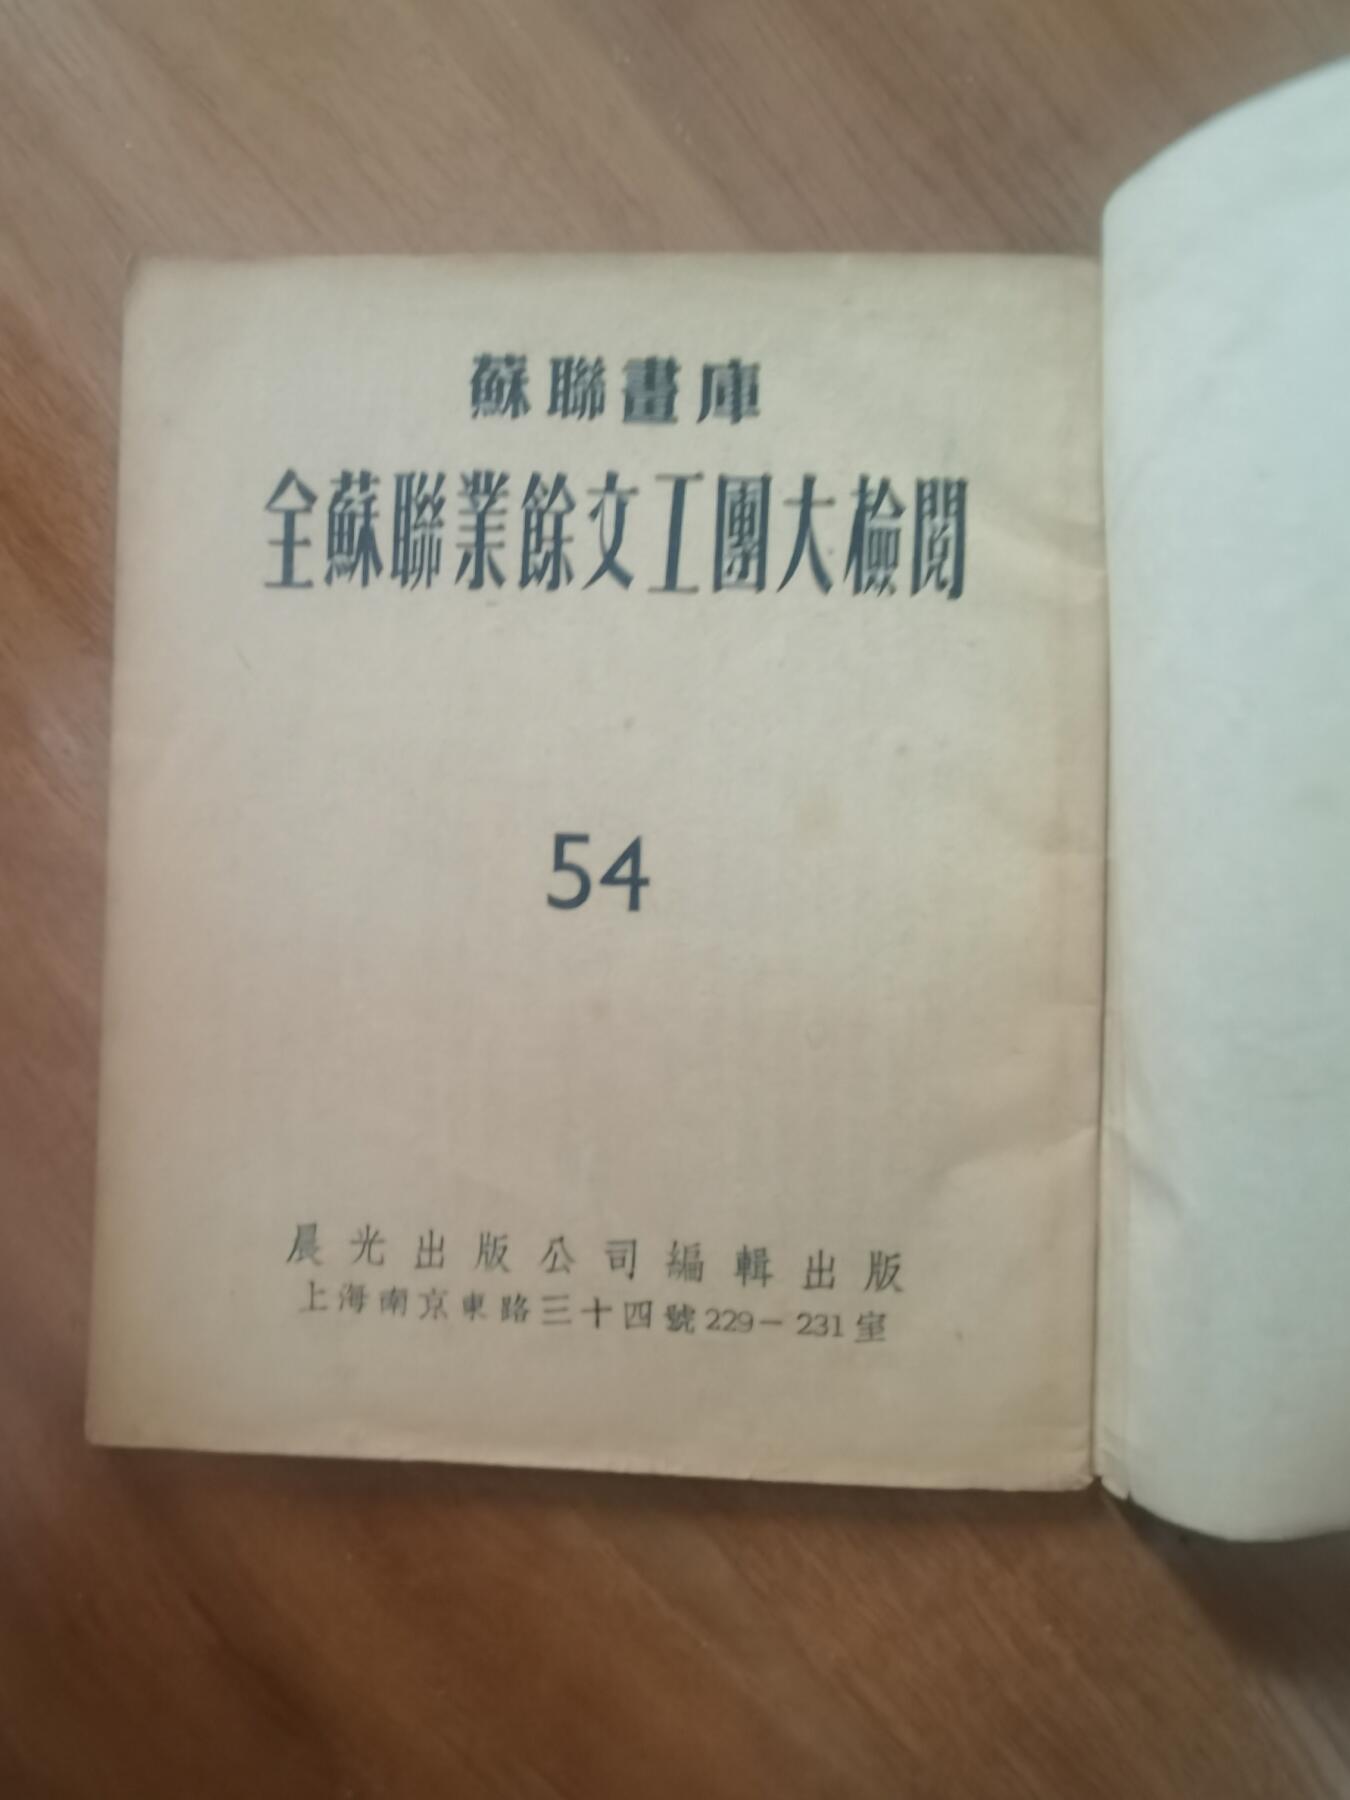 蘇聯畫庫
全蘇聯業餘文工團大檢閱
54
晨光出版公司編輯出版
上海南京東路三十四號229－231室